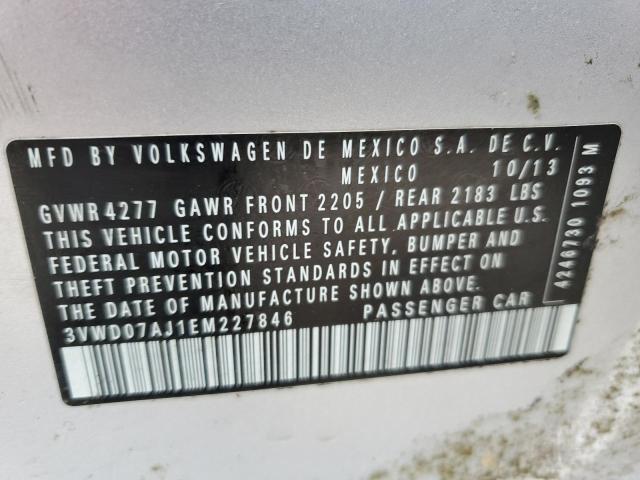 MFD BY VOLKSWAGEN DE MEXICO S.A. DE C.V.
MEXICO 10/13
GVWR 4277 GAWR FRONT 2205 / REAR 2183 LBS
THIS VEHICLE CONFORMS TO ALL APPLICABLE U.S.
FEDERAL MOTOR VEHICLE SAFETY, BUMPER AND
THEFT PREVENTION STANDARDS IN EFFECT ON
THE DATE OF MANUFACTURE SHOWN ABOVE.
3VWD07AJ1EM227846 PASSENGER CAR
4246730 1093 M